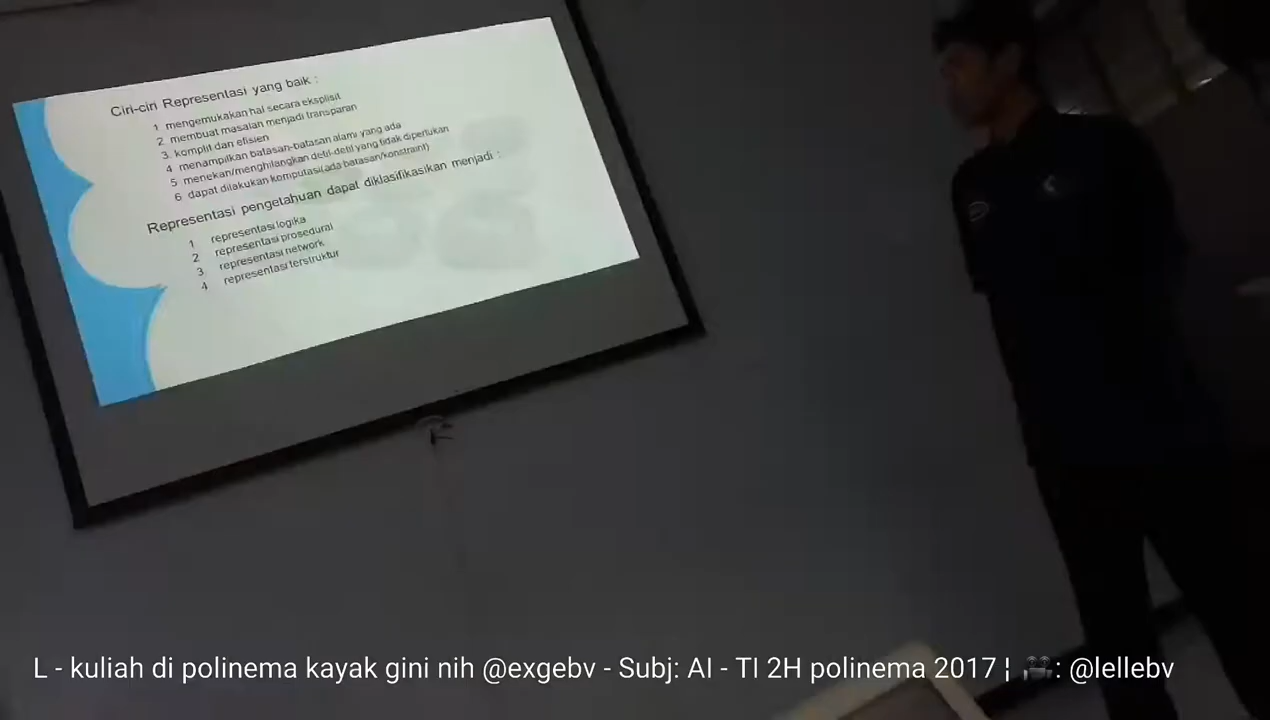 Ciri-ciri Representasi yang baik :
1 mengemukakan hal secara eksplisit
2 membuat masalah menjadi transparan
3. komplit dan efisien
4 menampilkan batasan-batasan alami yang ada
5 menekan/menghilangkan detil-detil yang tidak diperlukan
6 dapat dilakukan komputasi(ada batasan/konstraint)
Representasi pengetahuan dapat diklasifikasikan menjadi :
1 representasi logika
2 representasi prosedural
3 representasi network
4 representasi terstruktur
L - kuliah di polinema kayak gini nih @exgebv - Subj: AI - TI 2H polinema 2017 ¦ 🎥: @lellebv